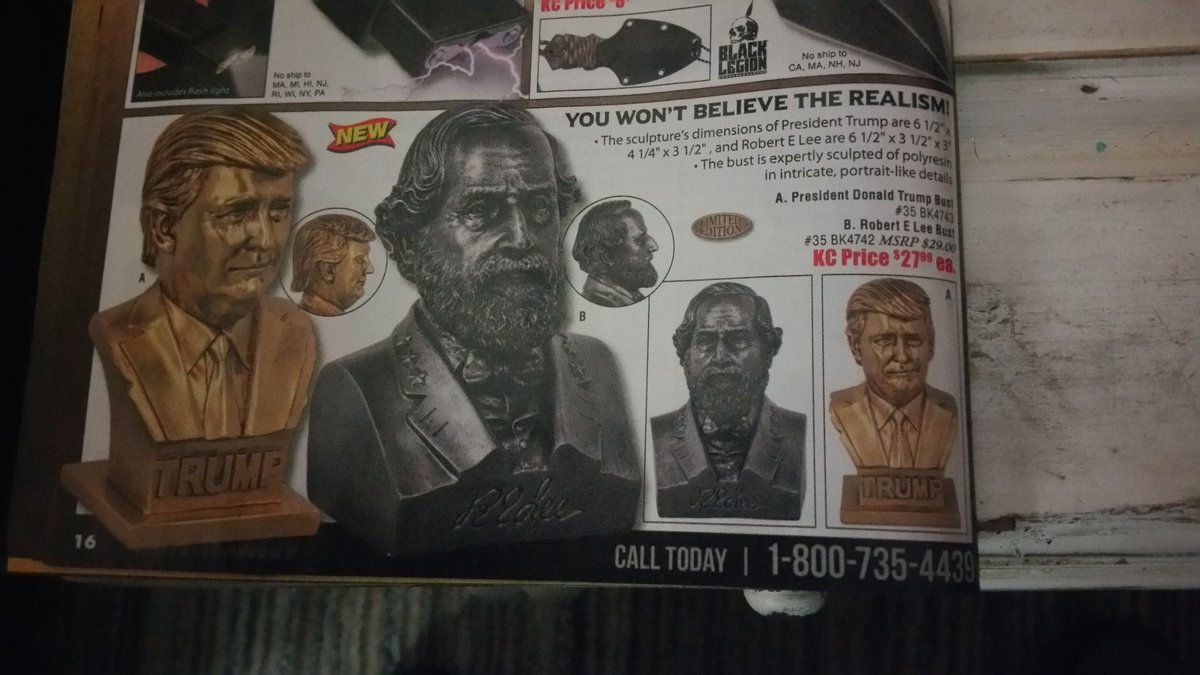 KC Price $6
Also includes flash light
No ship to
MA, MI, HI, NJ,
RI, WI, NY, PA
BLACK
LEGION
No ship to
CA, MA, NH, NJ
NEW
YOU WON'T BELIEVE THE REALISM!
• The sculpture's dimensions of President Trump are 6 1/2" x
4 1/4" x 3 1/2", and Robert E Lee are 6 1/2" x 3 1/2" x 3"
• The bust is expertly sculpted of polyresin
in intricate, portrait-like details
LIMITED
EDITION
A. President Donald Trump Bust
#35 BK4743
B. Robert E Lee Bust
#35 BK4742 MSRP $29.00
KC Price $27.99 ea.
A
B
A
TRUMP
R E Lee
R E Lee
TRUMP
16
CALL TODAY | 1-800-735-4439